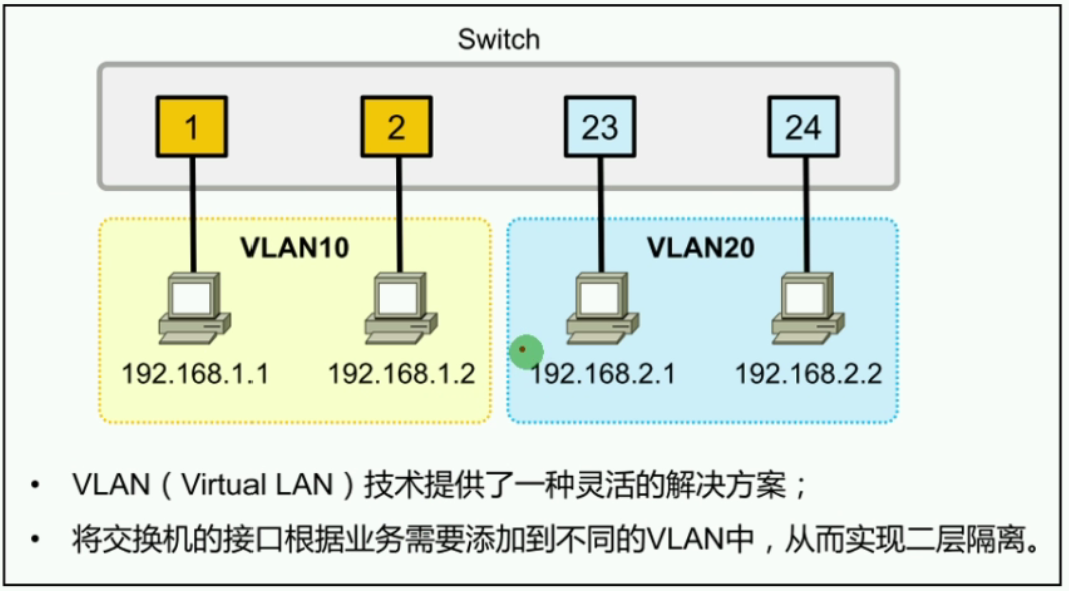 Switch
1
2
23
24
VLAN10
VLAN20
192.168.1.1
192.168.1.2
192.168.2.1
192.168.2.2
• VLAN（Virtual LAN）技术提供了一种灵活的解决方案；
• 将交换机的接口根据业务需要添加到不同的VLAN中，从而实现二层隔离。